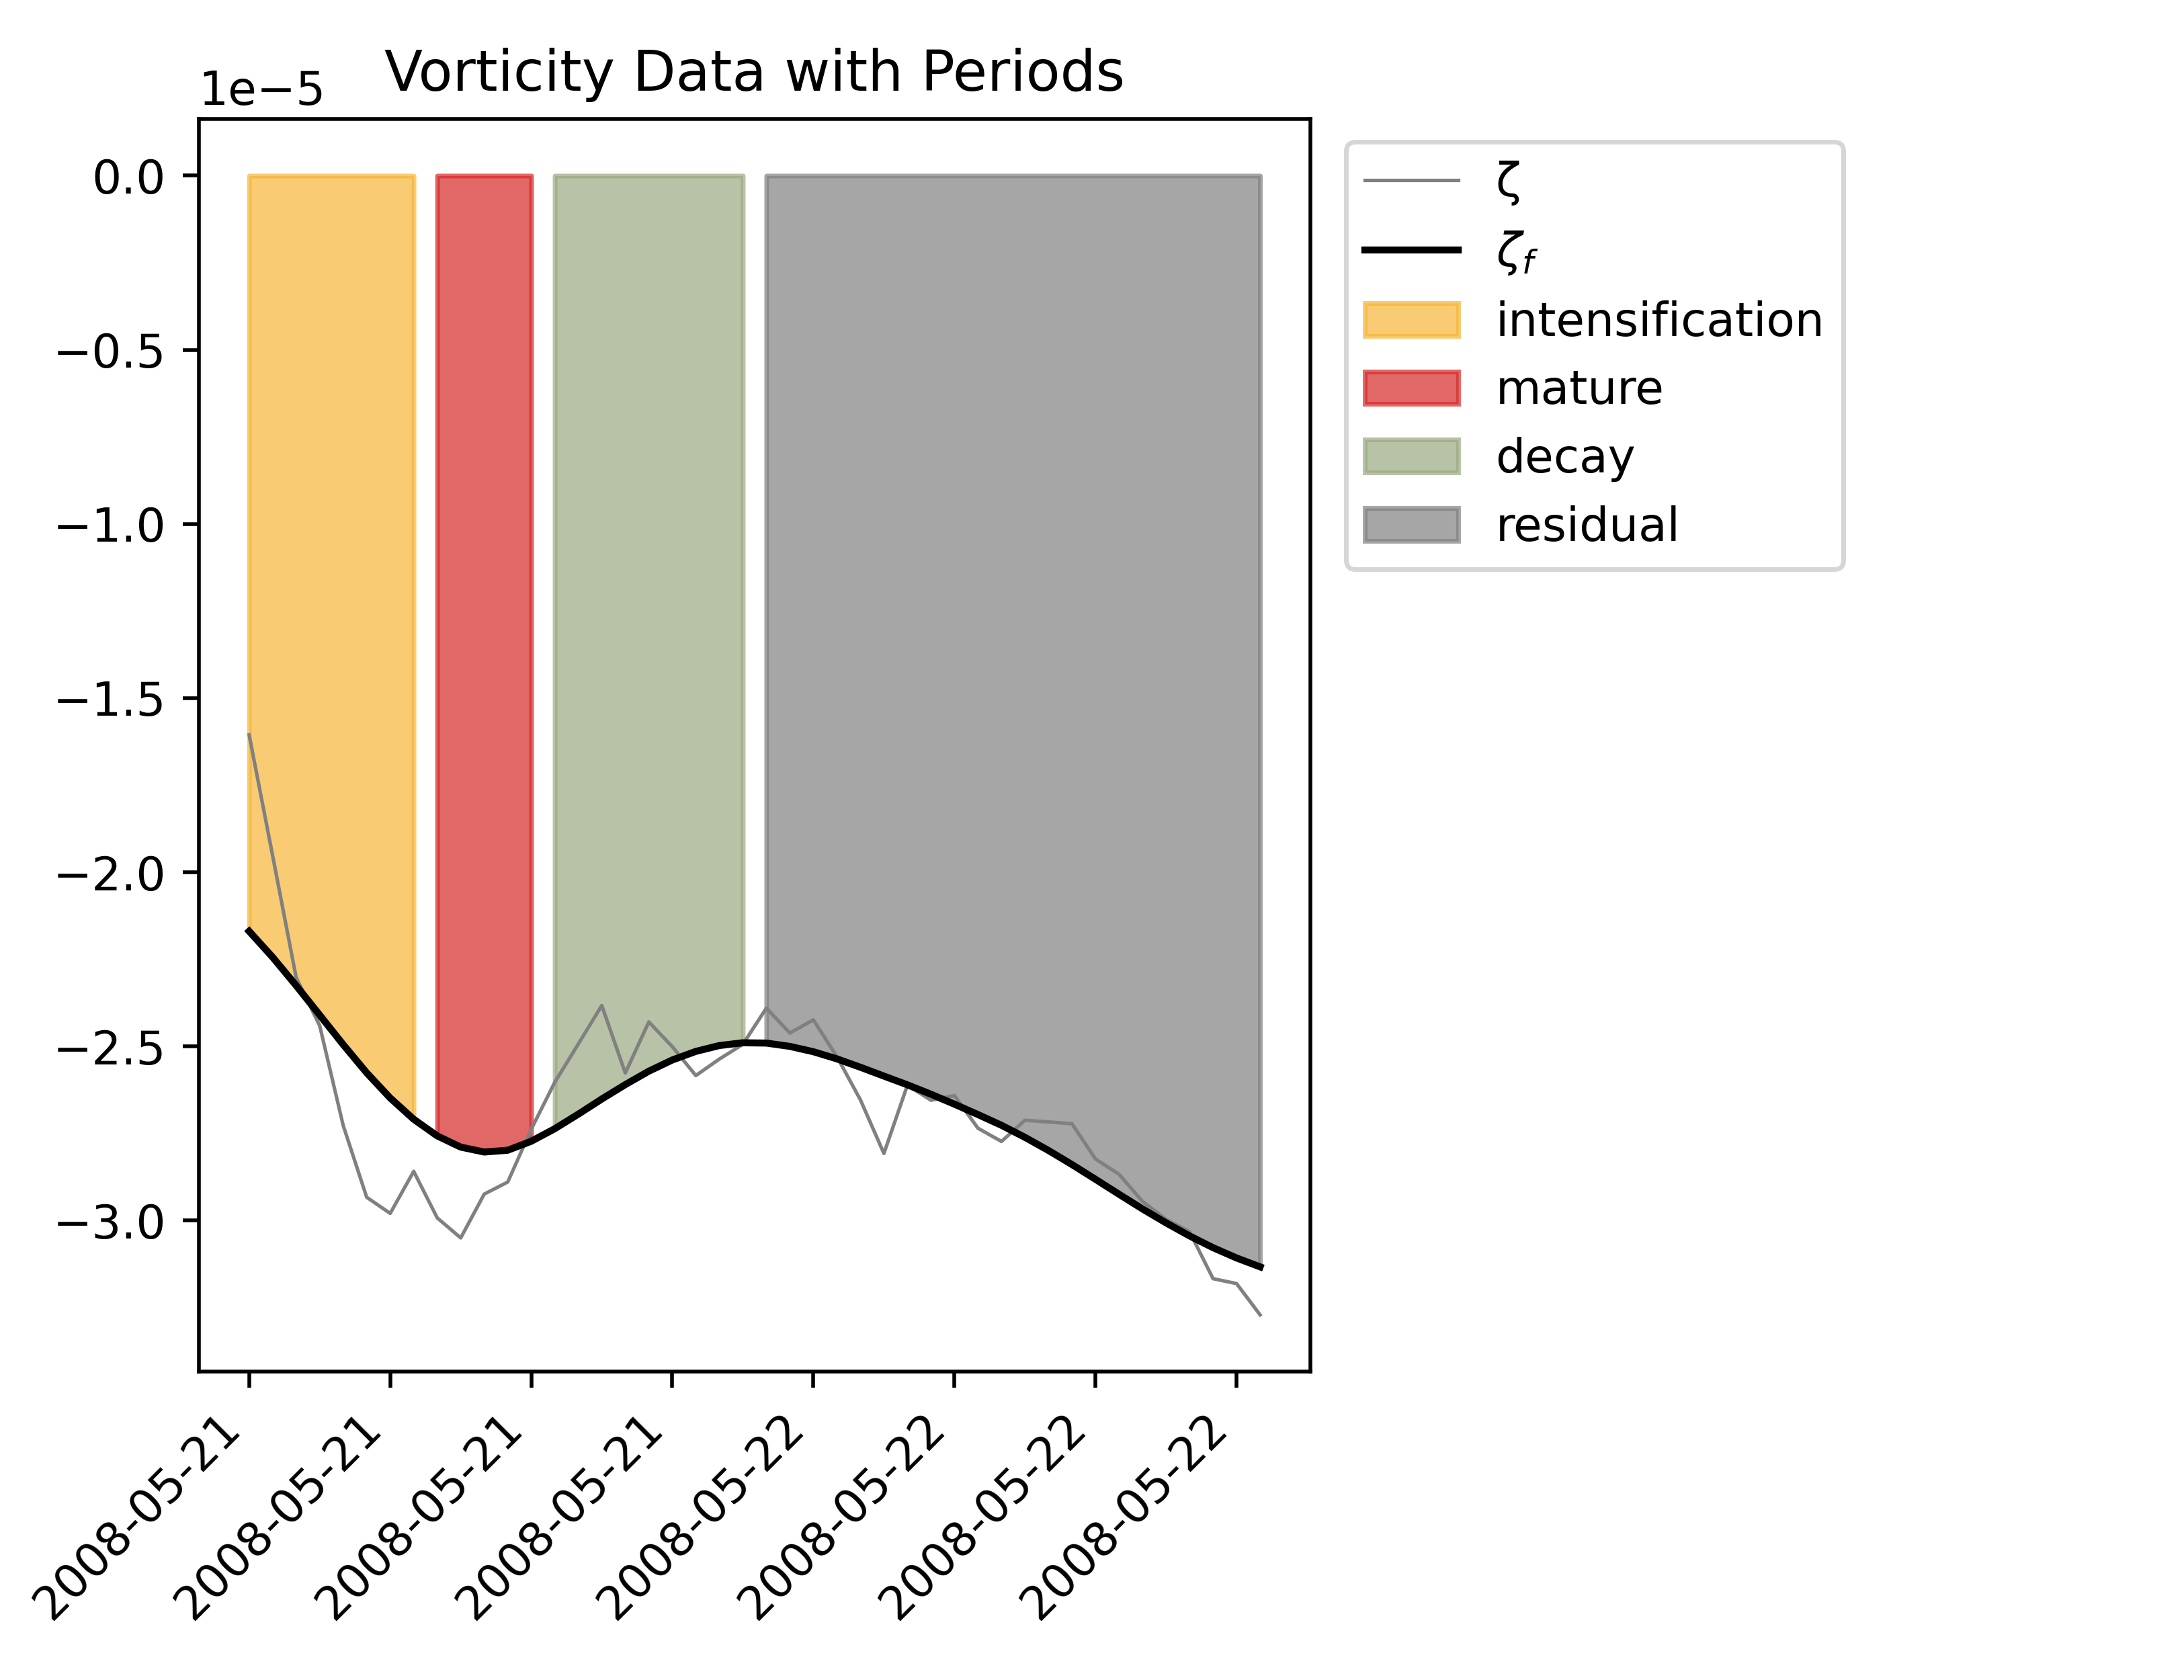 Vorticity Data with Periods
1e−5
0.0
−0.5
−1.0
−1.5
−2.0
−2.5
−3.0
2008-05-21
2008-05-21
2008-05-21
2008-05-21
2008-05-22
2008-05-22
2008-05-22
2008-05-22
ζ
ζf
intensification
mature
decay
residual